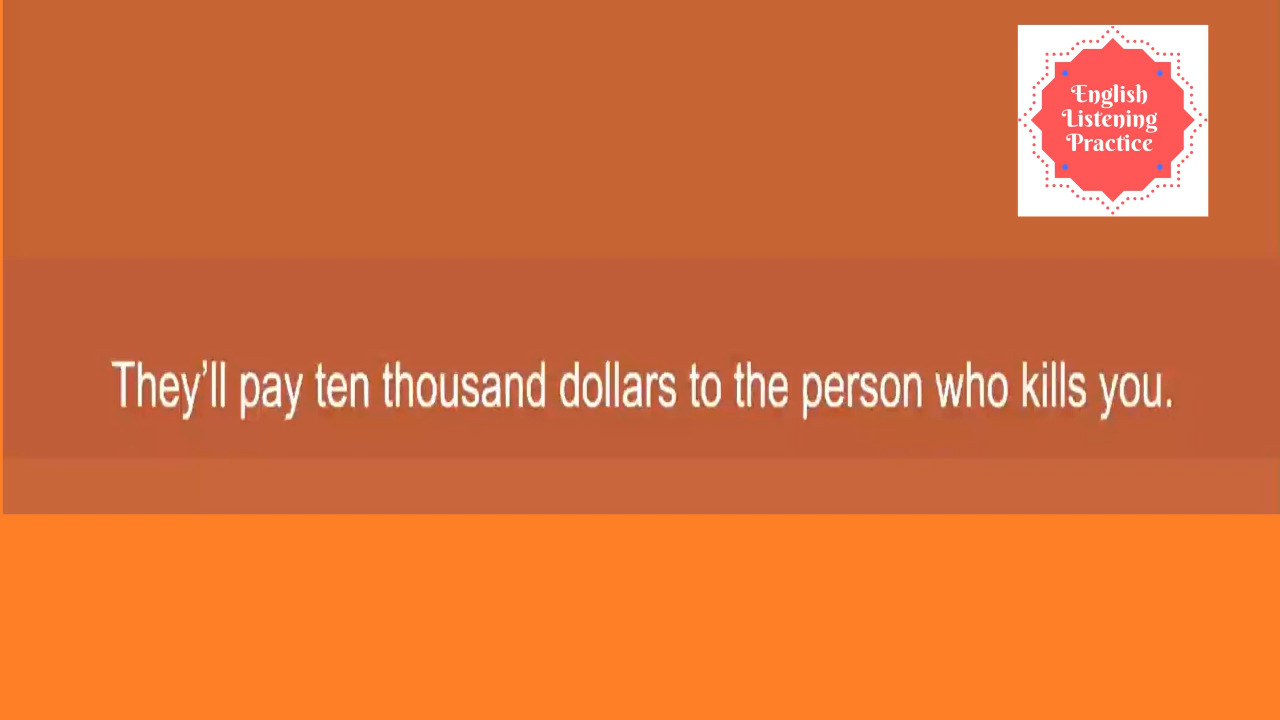 English
Listening
Practice
They’ll pay ten thousand dollars to the person who kills you.